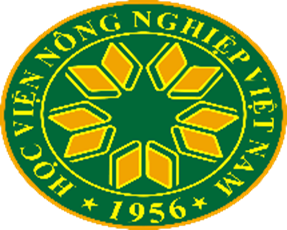 HỌC VIỆN NÔNG NGHIỆP VIỆT NAM
★ 1956 ★